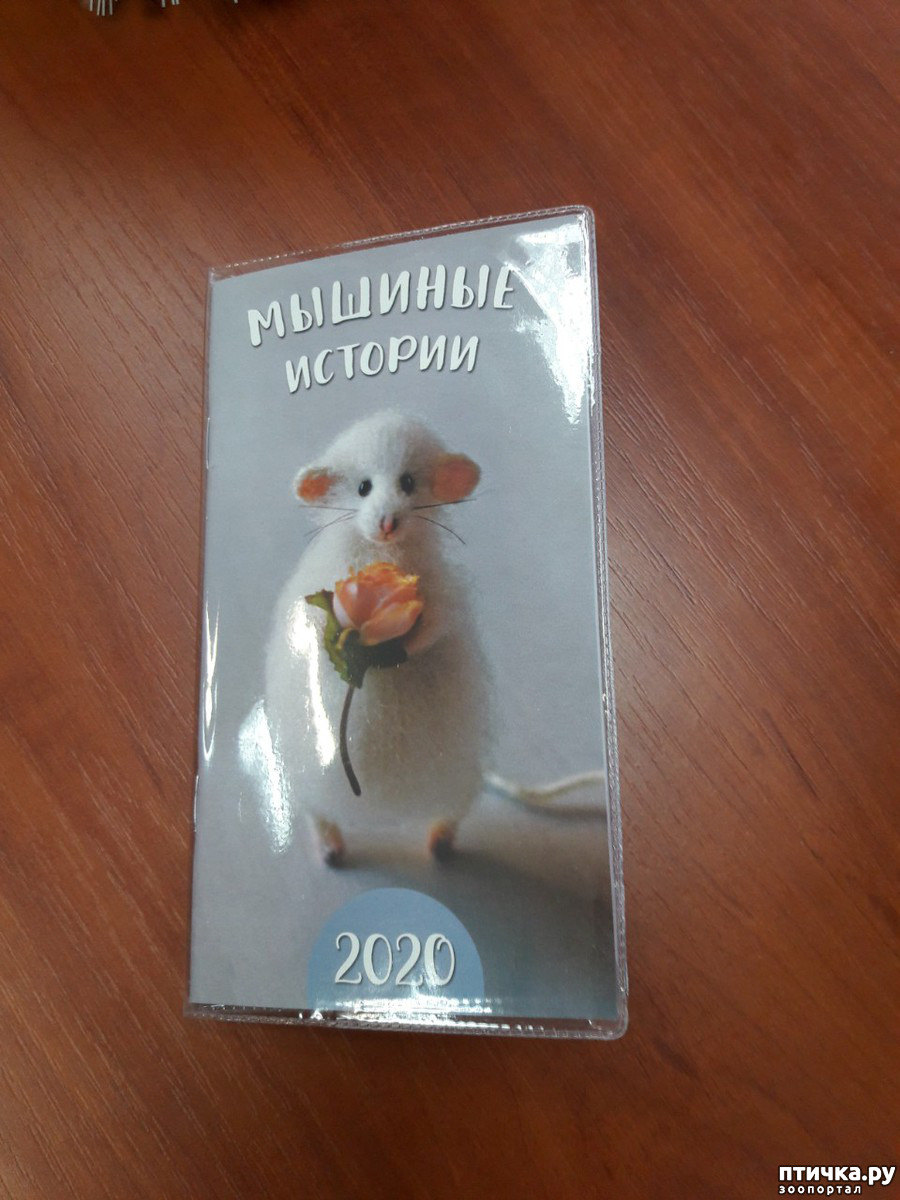 МЫШИНЫЕ
ИСТОРИИ
2020
птичка.ру
зоопортал